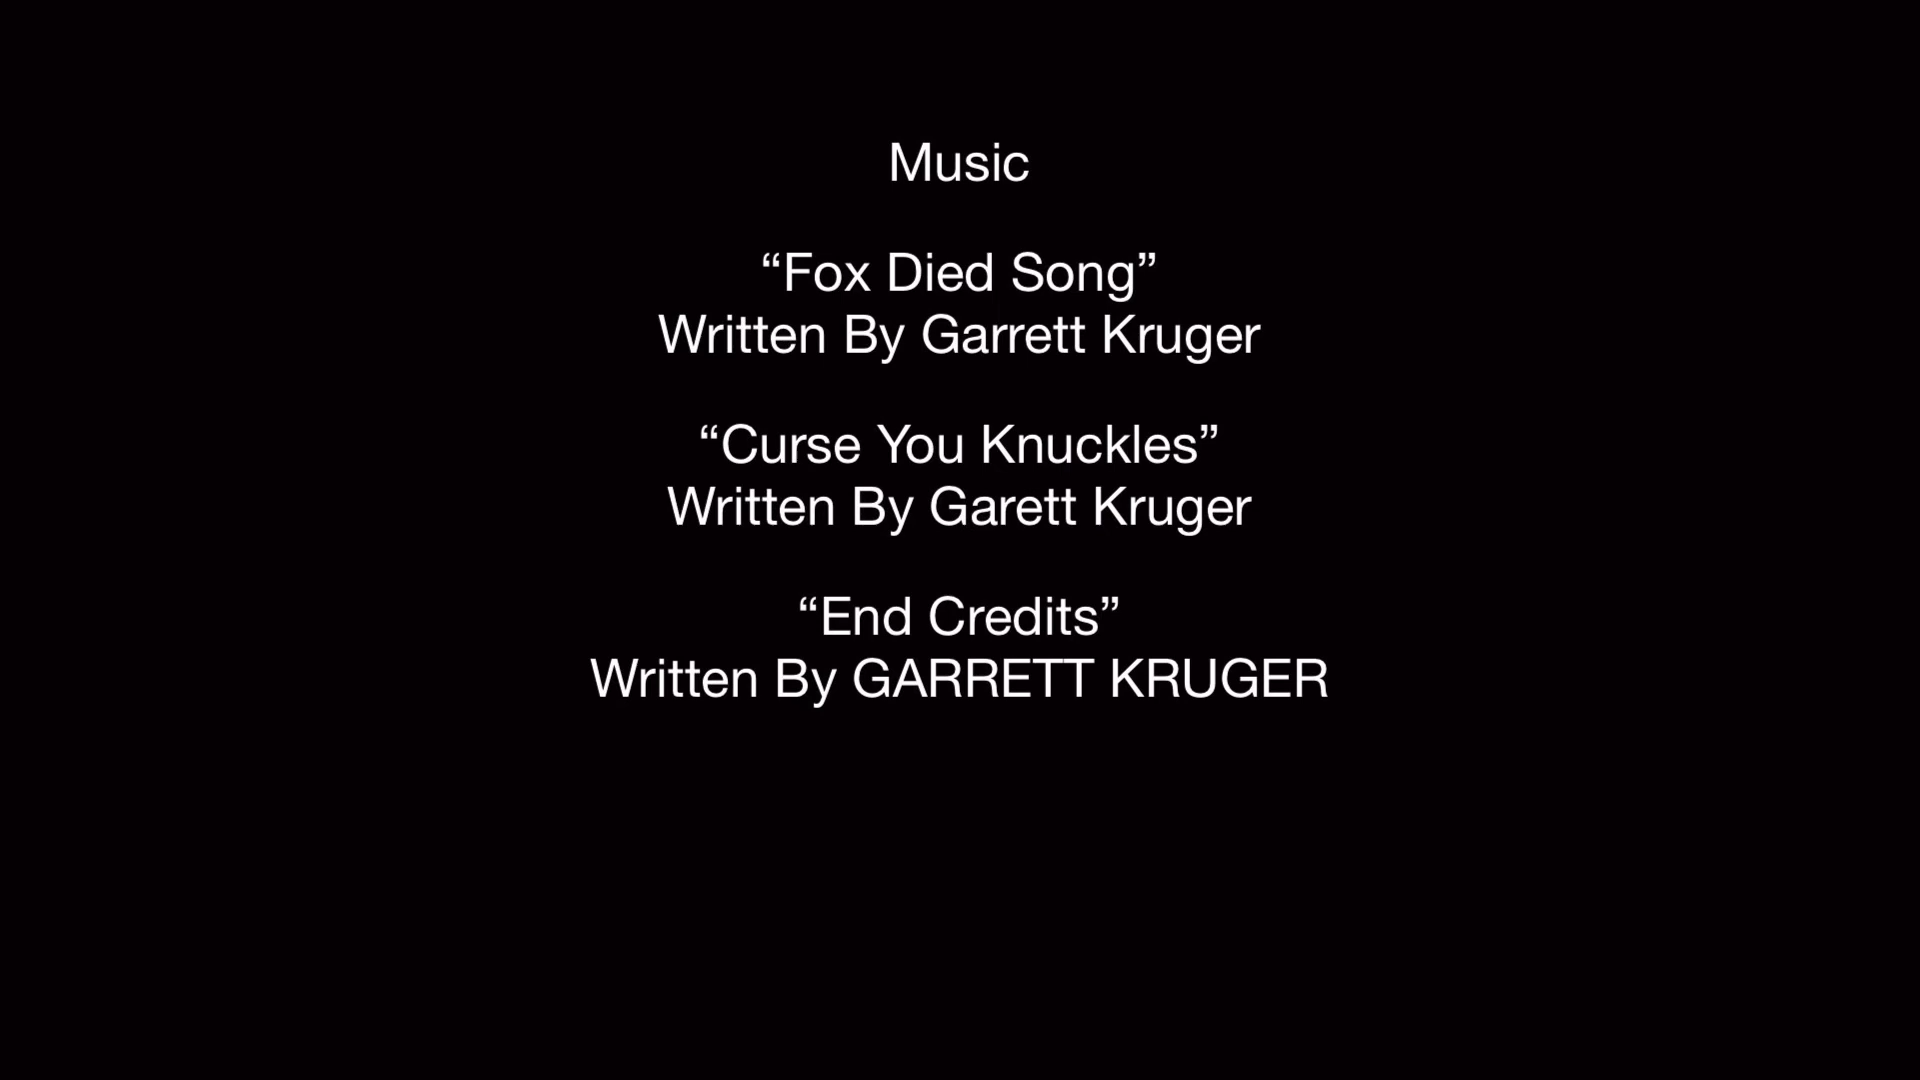 Music
“Fox Died Song”
Written By Garrett Kruger
“Curse You Knuckles”
Written By Garett Kruger
“End Credits”
Written By GARRETT KRUGER